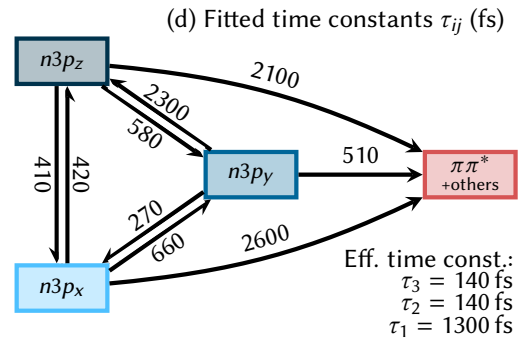 (d) Fitted time constants τij (fs)
n3pz
2100
2300
580
410
420
n3py
510
ππ*
+others
270
660
2600
n3px
Eff. time const.:
τ3 = 140 fs
τ2 = 140 fs
τ1 = 1300 fs